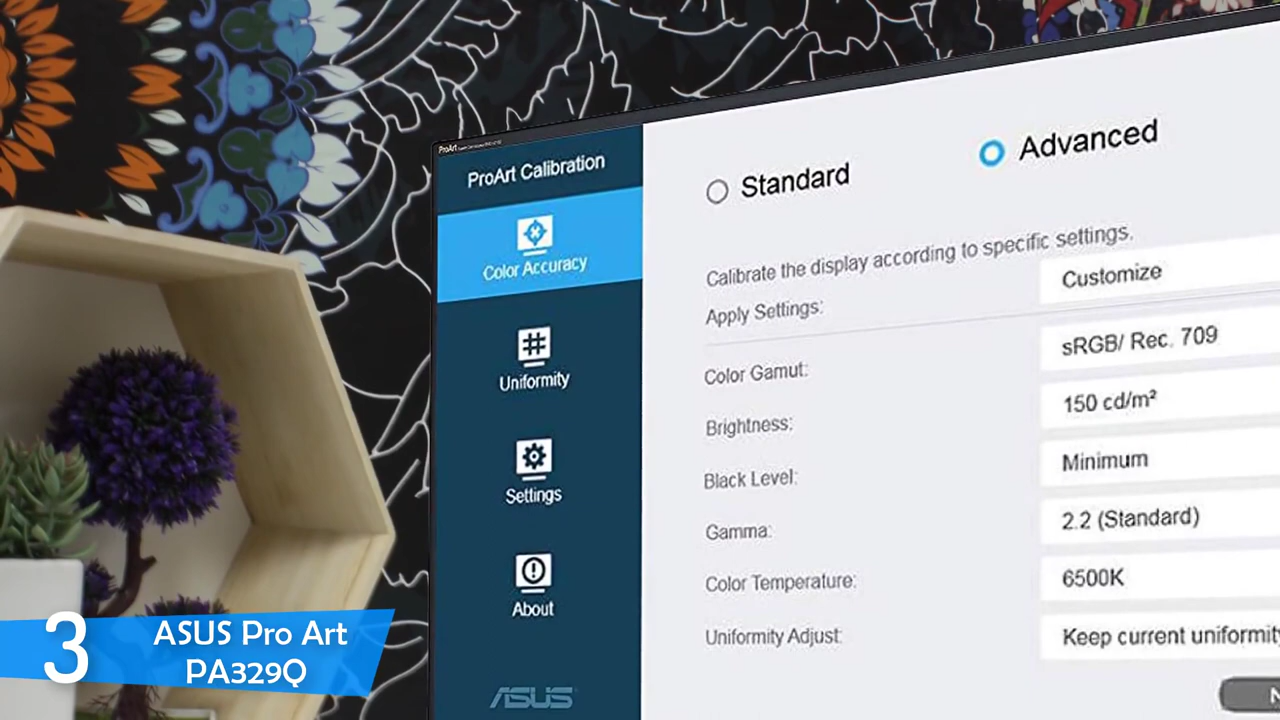 ProArt
ProArt Calibration
Color Accuracy
Uniformity
Settings
About
ASUS
Standard
Advanced
Calibrate the display according to specific settings.
Apply Settings:
Customize
Color Gamut:
sRGB/ Rec. 709
Brightness:
150 cd/m²
Black Level:
Minimum
Gamma:
2.2 (Standard)
Color Temperature:
6500K
Uniformity Adjust:
Keep current uniformity
3
ASUS Pro Art
PA329Q